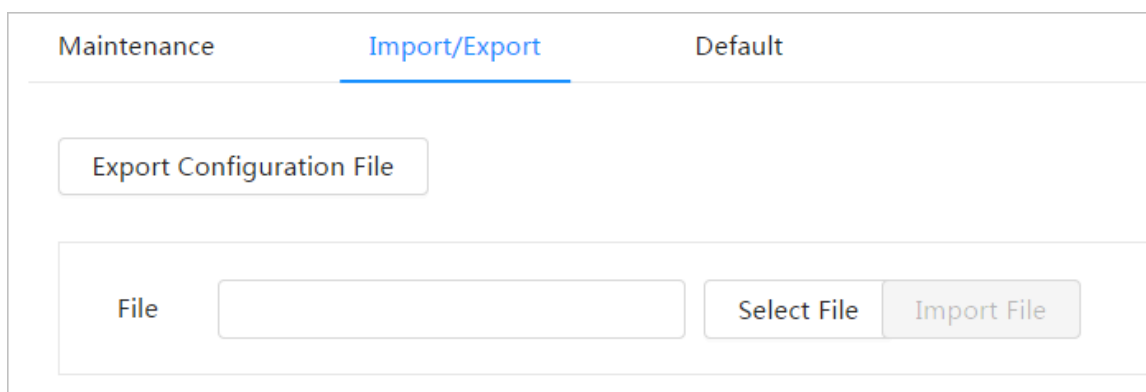 Maintenance Import/Export Default
Export Configuration File
File Select File Import File